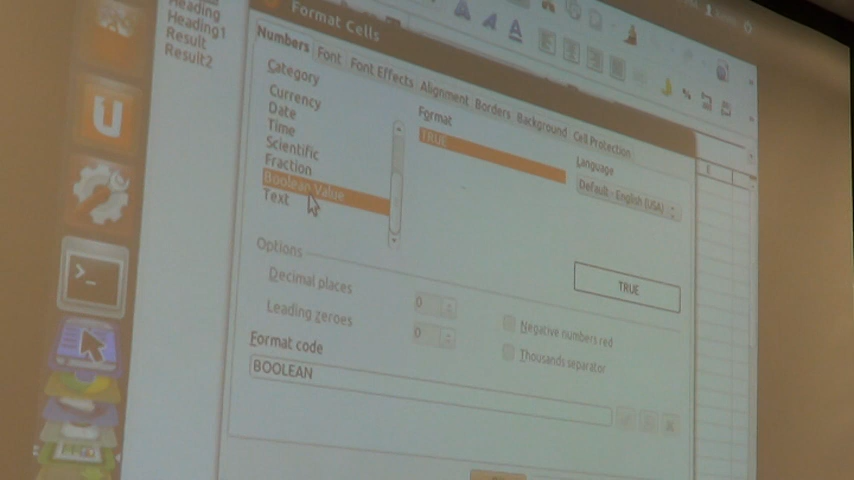 Heading
Heading1
Result
Result2
Format Cells
Numbers
Font
Font Effects
Alignment
Borders
Background
Cell Protection
Category
Currency
Date
Time
Scientific
Fraction
Boolean Value
Text
Format
TRUE
Language
Default - English (USA)
TRUE
Options
Decimal places
0
Leading zeroes
0
Negative numbers red
Thousands separator
Format code
BOOLEAN